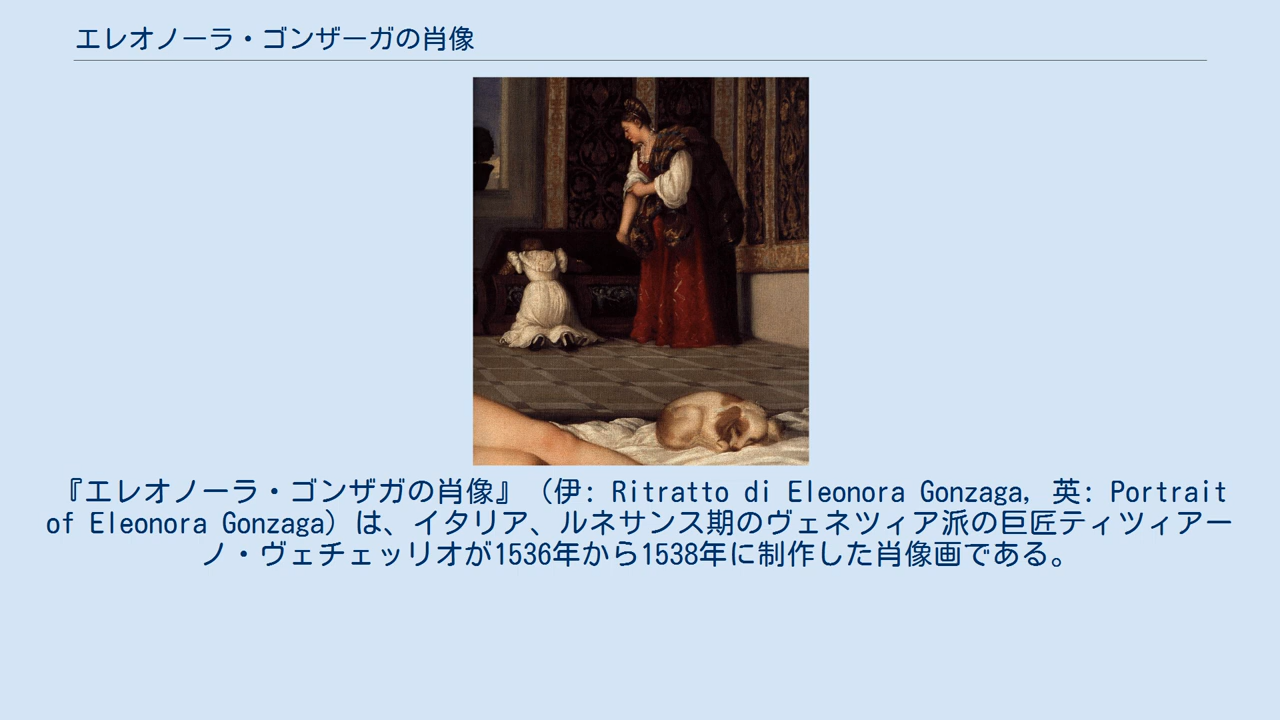 エレオノーラ・ゴンザーガの肖像
『エレオノーラ・ゴンザガの肖像』（伊: Ritratto di Eleonora Gonzaga, 英: Portrait
of Eleonora Gonzaga）は、イタリア、ルネサンス期のヴェネツィア派の巨匠ティツィアー
ノ・ヴェチェッリオが1536年から1538年に制作した肖像画である。